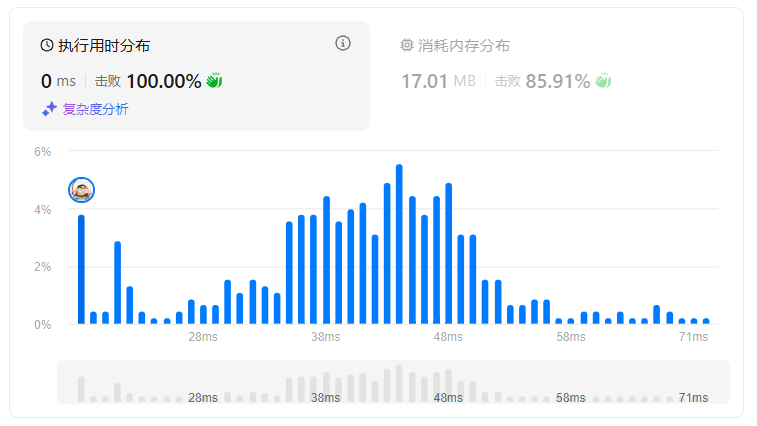 执行用时分布
0 ms 击败 100.00%
复杂度分析
消耗内存分布
17.01 MB 击败 85.91%
6%
4%
2%
0%
28ms 38ms 48ms 58ms 71ms
28ms 38ms 48ms 58ms 71ms